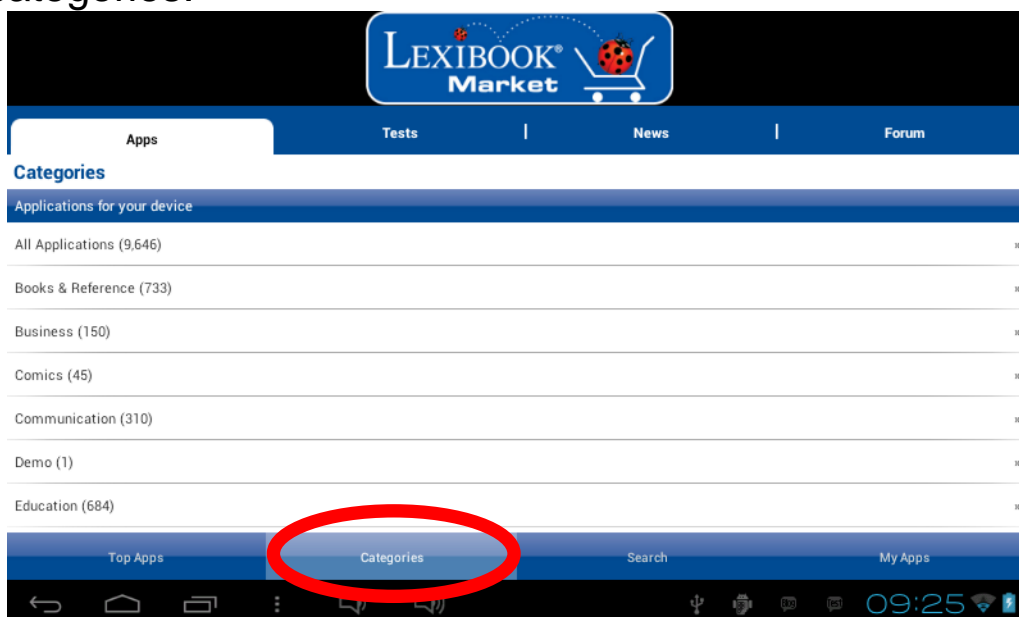 LEXIBOOK®
Market
Apps Tests | News | Forum
Categories
Applications for your device
All Applications (9,646)
Books & Reference (733)
Business (150)
Comics (45)
Communication (310)
Demo (1)
Education (684)
Top Apps Categories Search My Apps
09:25